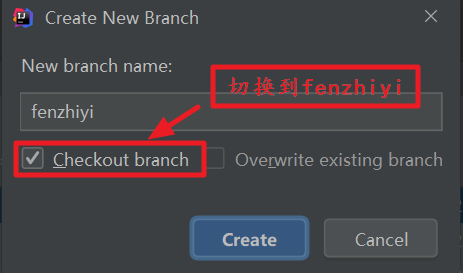 Create New Branch
New branch name:
切换到fenzhiyi
fenzhiyi
Checkout branch
Overwrite existing branch
Create
Cancel